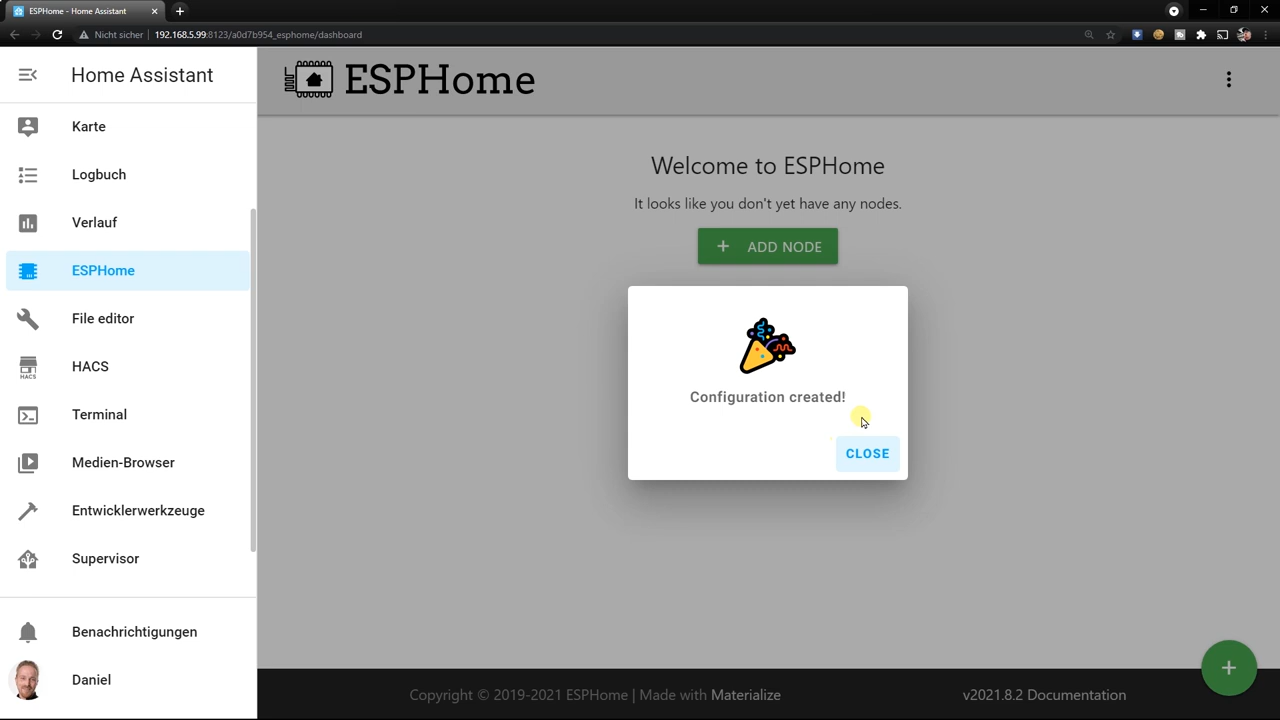 ESPHome - Home Assistant
Nicht sicher | 192.168.5.99:8123/a0d7b954_esphome/dashboard
Home Assistant
Karte
Logbuch
Verlauf
ESPHome
File editor
HACS
HACS
Terminal
Medien-Browser
Entwicklerwerkzeuge
Supervisor
Benachrichtigungen
Daniel
ESPHome
Welcome to ESPHome
It looks like you don't yet have any nodes.
+ ADD NODE
Configuration created!
CLOSE
+
Copyright © 2019-2021 ESPHome | Made with Materialize
v2021.8.2 Documentation